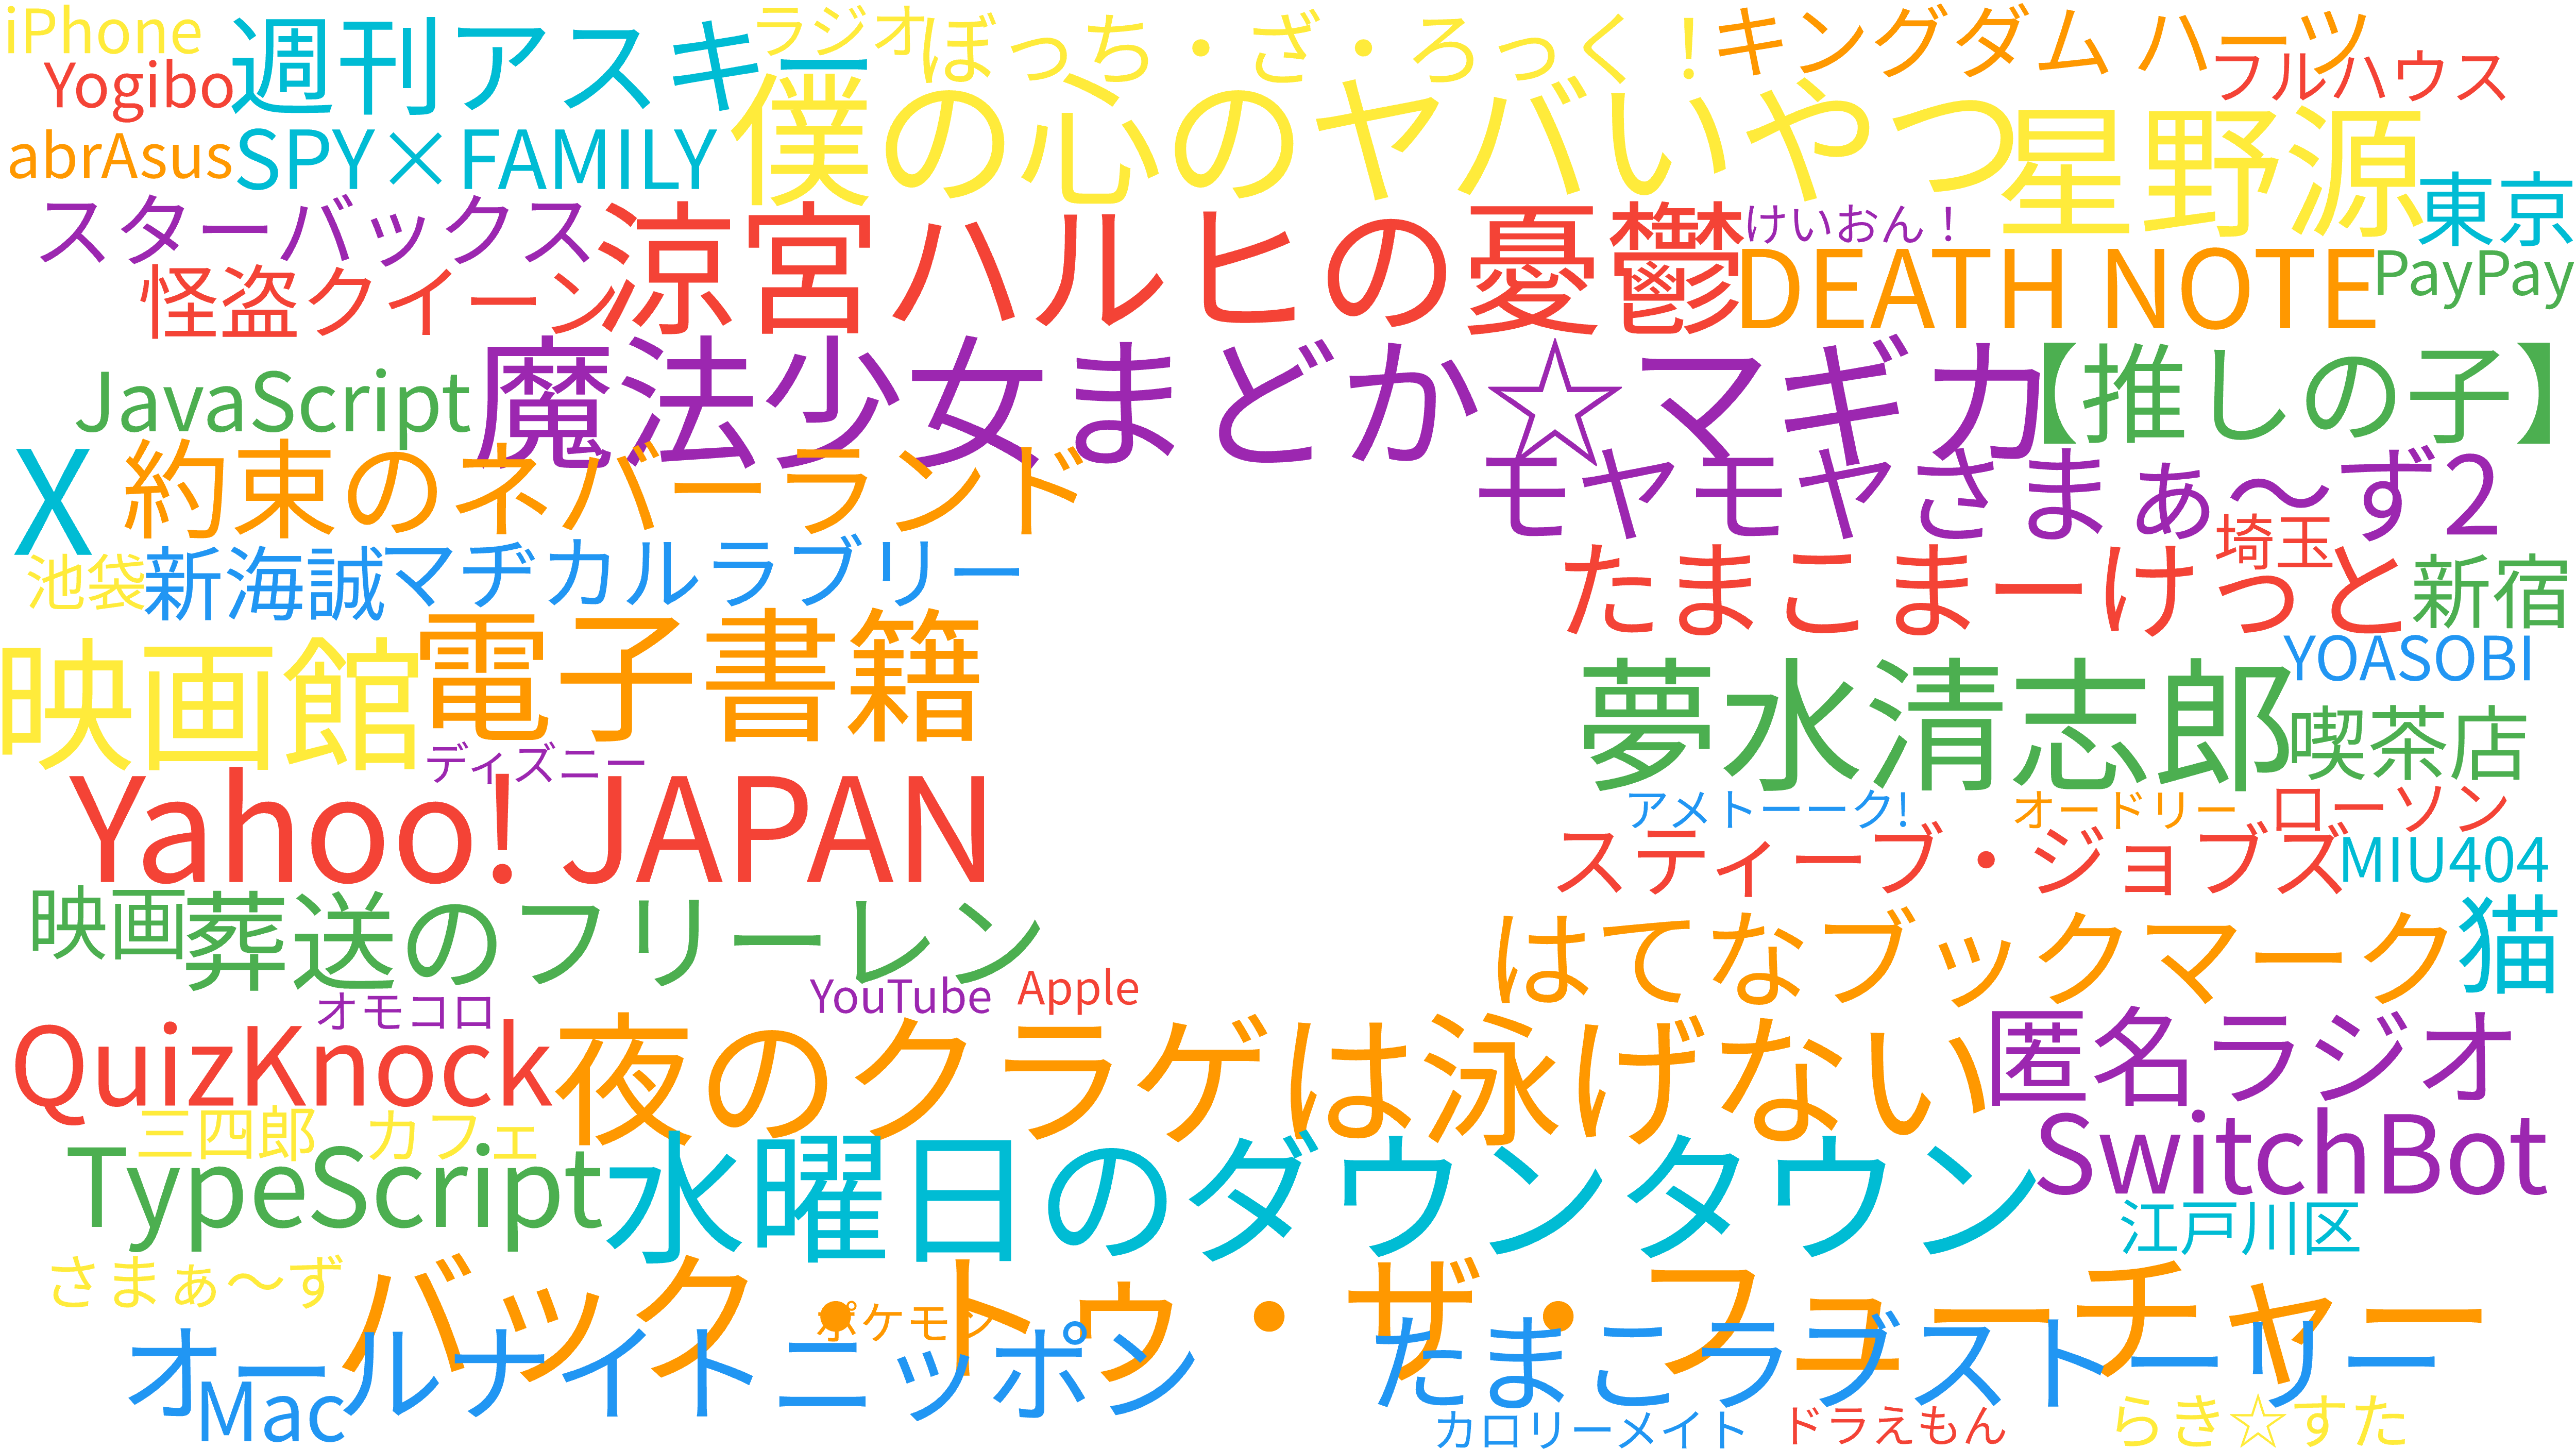 iPhone
ラジオ
ぼっち・ざ・ろっく！
キングダム ハーツ
週刊アスキー
フルハウス
Yogibo
僕の心のヤバいやつ
星野源
abrAsus
SPY×FAMILY
東京
スターバックス
涼宮ハルヒの憂鬱
けいおん！
怪盗クイーン
DEATH NOTE
PayPay
JavaScript
魔法少女まどか☆マギカ
【推しの子】
X
約束のネバーランド
モヤモヤさまぁ～ず2
埼玉
池袋
新海誠
マヂカルラブリー
たまこまーけっと
新宿
映画館
電子書籍
YOASOBI
夢水清志郎
喫茶店
ディズニー
Yahoo! JAPAN
アメトーーク!
オードリー
ローソン
スティーブ・ジョブズ
MIU404
映画
葬送のフリーレン
はてなブックマーク
猫
オモコロ
YouTube
Apple
QuizKnock
夜のクラゲは泳げない
匿名ラジオ
三四郎
カフェ
TypeScript
水曜日のダウンタウン
SwitchBot
江戸川区
さまぁ～ず
バック・トゥ・ザ・フューチャー
ポケモン
オールナイトニッポン
たまこラブストーリー
Mac
カロリーメイト
ドラえもん
らき☆すた